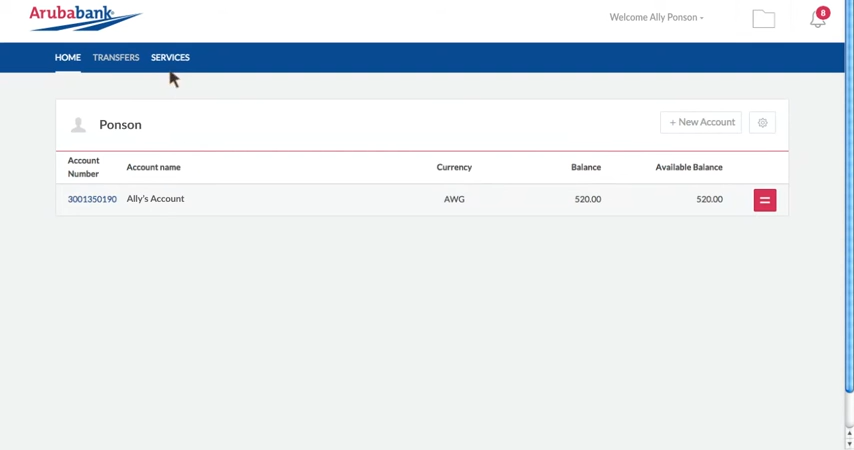 Arubabank
Welcome Ally Ponson
8
HOME TRANSFERS SERVICES
Ponson
+ New Account
Account Number Account name Currency Balance Available Balance
3001350190 Ally's Account AWG 520.00 520.00